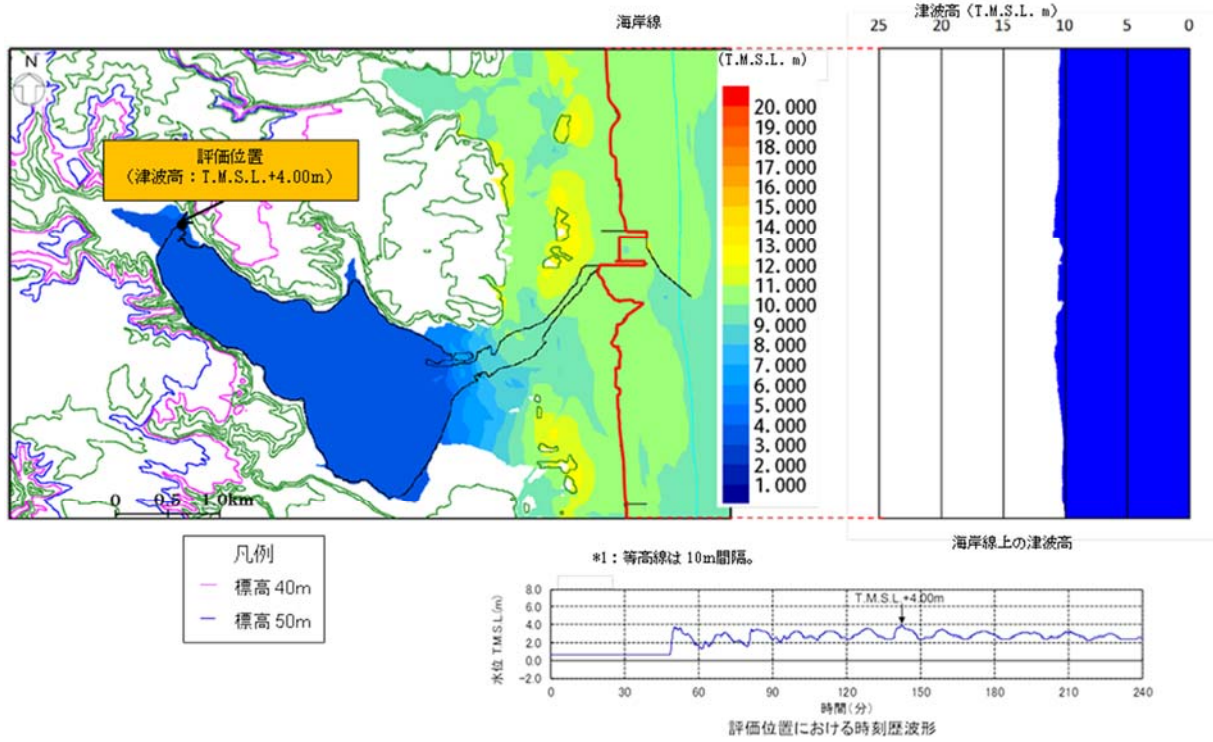 海岸線
津波高〈T.M.S.L. m〉
25 20 15 10 5 0
N
(T.M.S.L. m)
評価位置
（津波高：T.M.S.L.+4.00m）
20.000
19.000
18.000
17.000
16.000
15.000
14.000
13.000
12.000
11.000
10.000
9.000
8.000
7.000
6.000
5.000
4.000
3.000
2.000
1.000
0 0.5 1.0km
凡例
標高 40m
標高 50m
海岸線上の津波高
*1：等高線は 10m 間隔。
T.M.S.L.+4.00m
水位 T.M.S.L.(m)
8.0
6.0
4.0
2.0
0.0
-2.0
0 30 60 90 120 150 180 210 240
時間(分)
評価位置における時刻歴波形